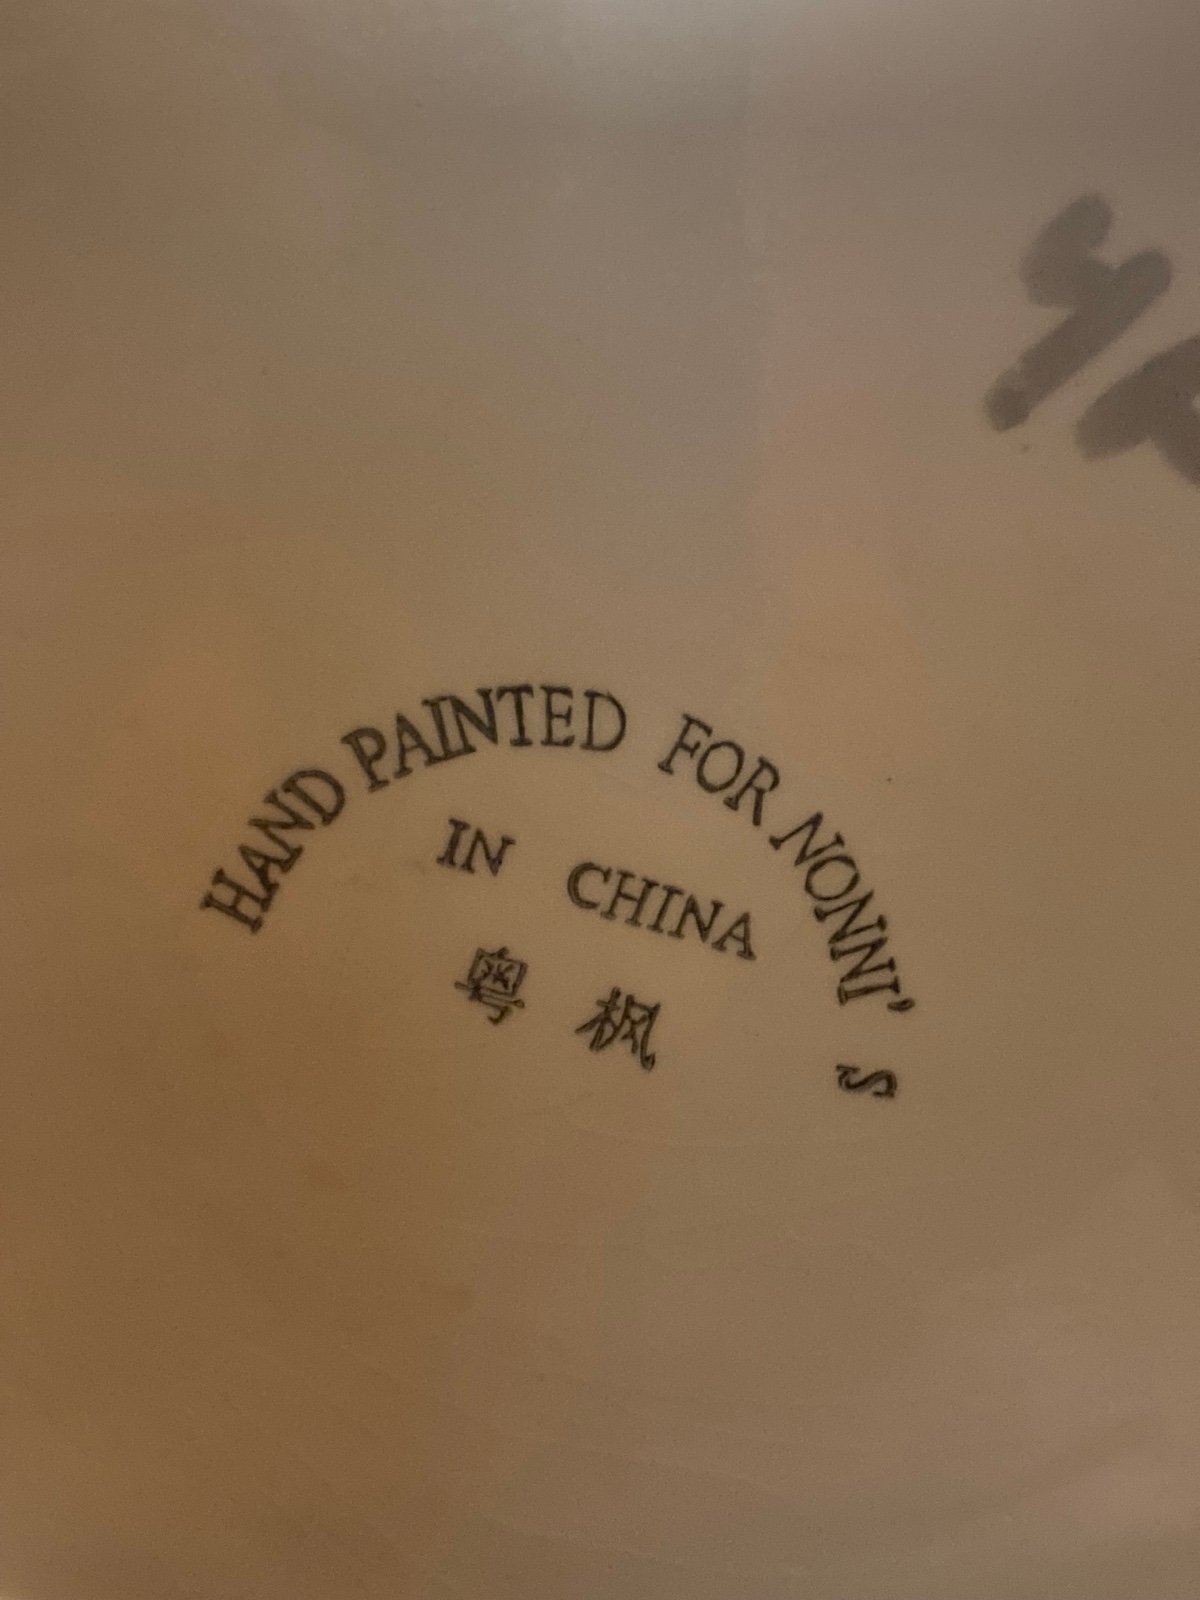 HAND PAINTED FOR NONNI'S
IN CHINA
粤枫